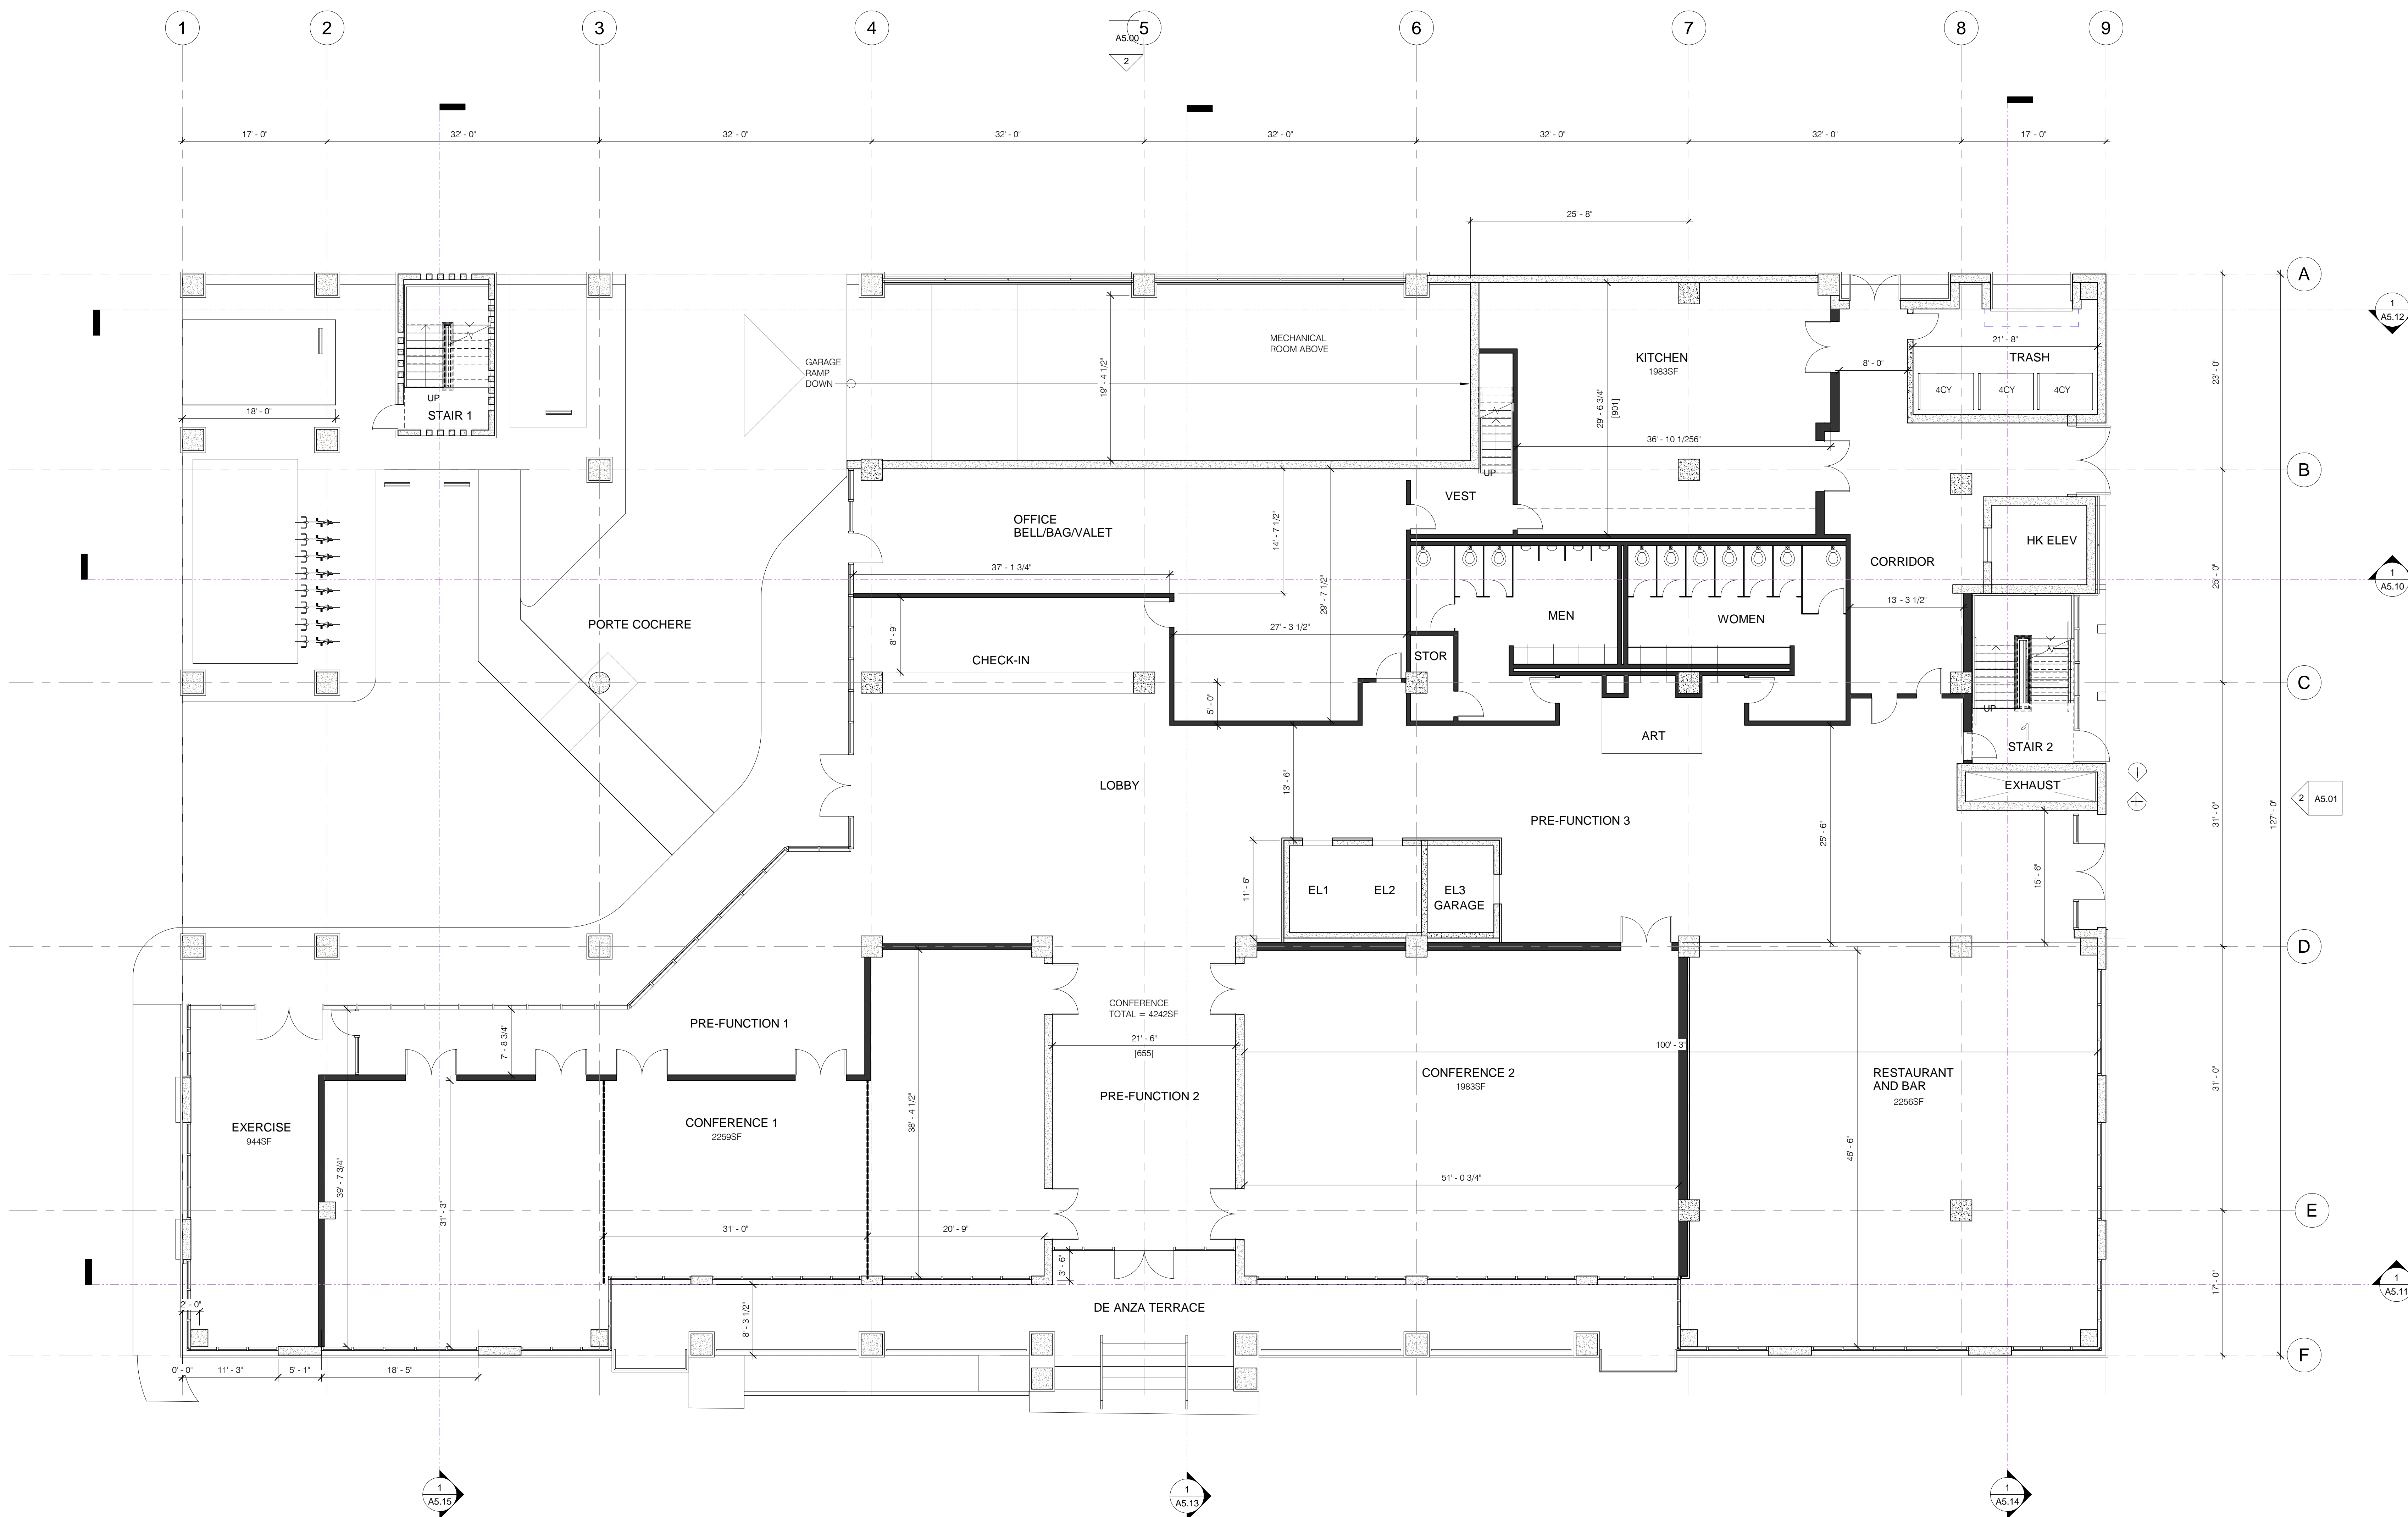 1 2 3 4 5 6 7 8 9
A5.00
2
17' - 0" 32' - 0" 32' - 0" 32' - 0" 32' - 0" 32' - 0" 32' - 0" 17' - 0"
25' - 8"
A
1
A5.12
MECHANICAL
ROOM ABOVE
GARAGE
RAMP
DOWN
19' - 4 1/2"
KITCHEN
1983SF
29' - 6 3/4"
[901]
36' - 10 1/256"
8' - 0"
21' - 8"
TRASH
4CY 4CY 4CY
23' - 0"
UP
STAIR 1
18' - 0"
B
UP
VEST
OFFICE
BELL/BAG/VALET
14' - 7 1/2"
29' - 7 1/2"
37' - 1 3/4"
HK ELEV
CORRIDOR
13' - 3 1/2"
25' - 0"
1
A5.10
PORTE COCHERE
8' - 9"
CHECK-IN
27' - 3 1/2"
STOR
MEN
WOMEN
5' - 0"
C
UP
1
STAIR 2
ART
EXHAUST
LOBBY
13' - 6"
PRE-FUNCTION 3
25' - 6"
31' - 0"
127' - 0"
2
A5.01
11' - 6"
EL1 EL2 EL3
GARAGE
15' - 6"
D
CONFERENCE
TOTAL = 4242SF
PRE-FUNCTION 1
7' - 8 3/4"
21' - 6"
[655]
100' - 3"
CONFERENCE 2
1983SF
RESTAURANT
AND BAR
2256SF
31' - 0"
PRE-FUNCTION 2
EXERCISE
944SF
CONFERENCE 1
2259SF
38' - 4 1/2"
39' - 7 3/4"
31' - 3"
46' - 6"
51' - 0 3/4"
E
31' - 0" 20' - 9"
3' - 6"
17' - 0"
1
A5.11
2' - 0"
8' - 3 1/2"
DE ANZA TERRACE
F
0' - 0" 11' - 3" 5' - 1" 18' - 5"
1
A5.15
1
A5.13
1
A5.14